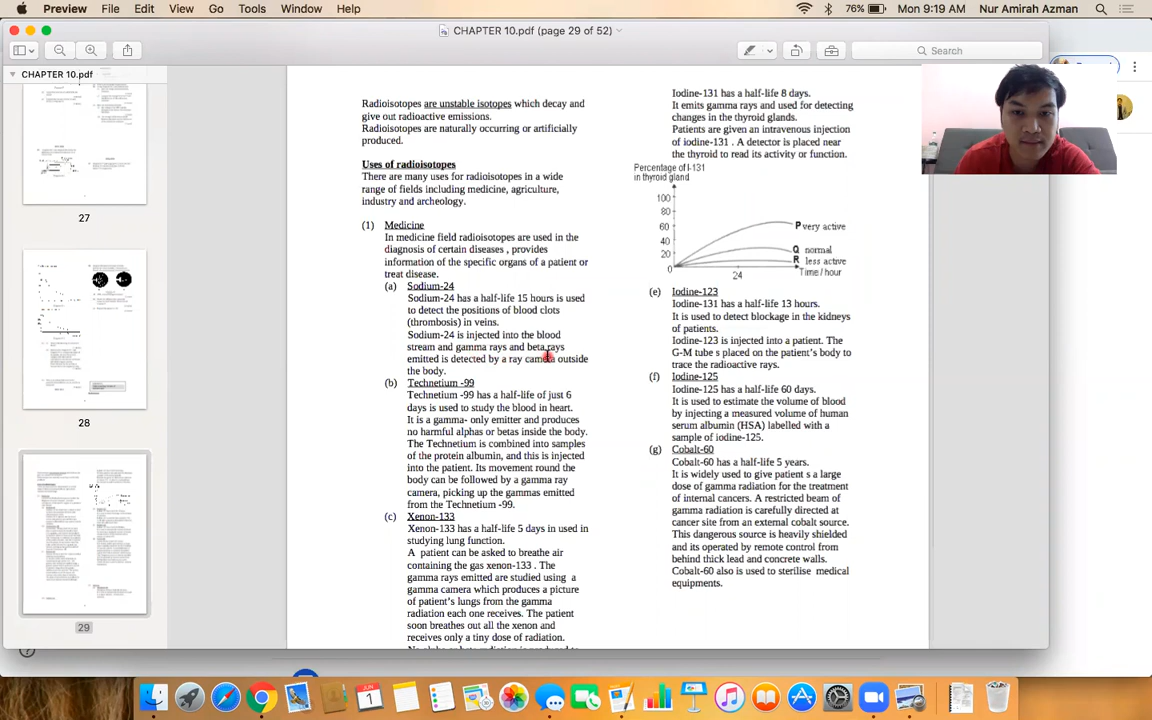 Preview File Edit View Go Tools Window Help
76% Mon 9:19 AM Nur Amirah Azman
CHAPTER 10.pdf (page 29 of 52)
Search
CHAPTER 10.pdf
27
28
29
Radioisotopes are unstable isotopes which decay and
give out radioactive emissions.
Radioisotopes are naturally occurring or artificially
produced.
Uses of radioisotopes
There are many uses for radioisotopes in a wide
range of fields including medicine, agriculture,
industry and archeology.
(1) Medicine
In medicine field radioisotopes are used in the
diagnosis of certain diseases , provides
information of the specific organs of a patient or
treat disease.
(a) Sodium-24
Sodium-24 has a half-life 15 hours is used
to detect the positions of blood clots
(thrombosis) in veins.
Sodium-24 is injected into the blood
stream and gamma rays and beta rays
emitted is detected by a ray camera outside
the body.
(b) Technetium -99
Technetium -99 has a half-life of just 6
days is used to study the blood in heart.
It is a gamma- only emitter and produces
no harmful alphas or betas inside the body.
The Technetium is combined into samples
of the protein albumin, and this is injected
into the patient. Its movement round the
body can be followed by a gamma ray
camera, picking up the gammas emitted
from the Technetium -99.
(c) Xenon-133
Xenon-133 has a half-life 5 days in used in
studying lung function.
A patient can be asked to breathe air
containing the gas xenon-133 . The
gamma rays emitted are studied using a
gamma camera which produces a picture
of patient's lungs from the gamma
radiation each one receives. The patient
soon breathes out all the xenon and
receives only a tiny dose of radiation.
Iodine-131 has a half-life 8 days.
It emits gamma rays and used for detecting
changes in the thyroid glands.
Patients are given an intravenous injection
of iodine-131 . A detector is placed near
the thyroid to read its activity or function.
Percentage of I-131
in thyroid gland
100
80
60
40
20
0
24
P very active
Q normal
R less active
Time / hour
(e) Iodine-123
Iodine-131 has a half-life 13 hours.
It is used to detect blockage in the kidneys
of patients.
Iodine-123 is injected into a patient. The
G-M tube s placed on the patient's body to
trace the radioactive rays.
(f) Iodine-125
Iodine-125 has a half-life 60 days.
It is used to estimate the volume of blood
by injecting a measured volume of human
serum albumin (HSA) labelled with a
sample of iodine-125.
(g) Cobalt-60
Cobalt-60 has a half-life 5 years.
It is widely used to give patient s a large
dose of gamma radiation for the treatment
of internal cancers. A restricted beam of
gamma radiation is carefully directed at
cancer site from an external cobalt source.
This dangerous source is heavily shielded
and its operated by remote control from
behind thick lead and concrete walls.
Cobalt-60 also is used to sterilise medical
equipments.
JUN
1